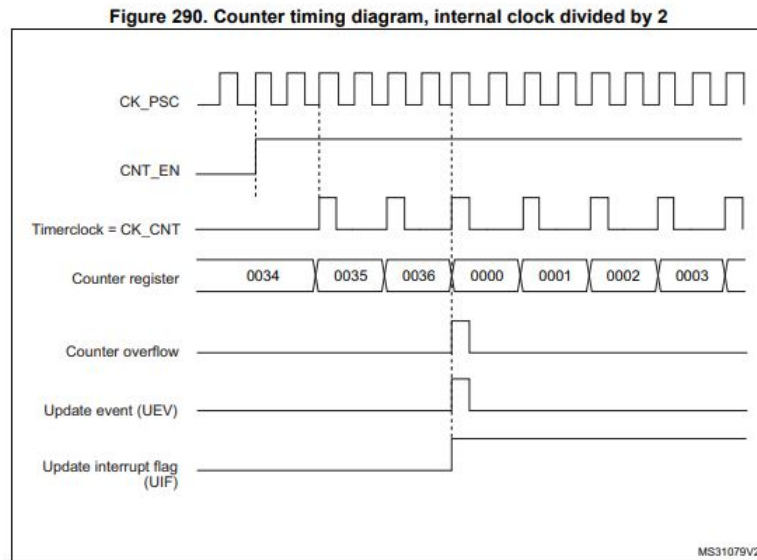 Figure 290. Counter timing diagram, internal clock divided by 2
CK_PSC
CNT_EN
Timerclock = CK_CNT
Counter register
0034 0035 0036 0000 0001 0002 0003
Counter overflow
Update event (UEV)
Update interrupt flag
(UIF)
MS31079V2